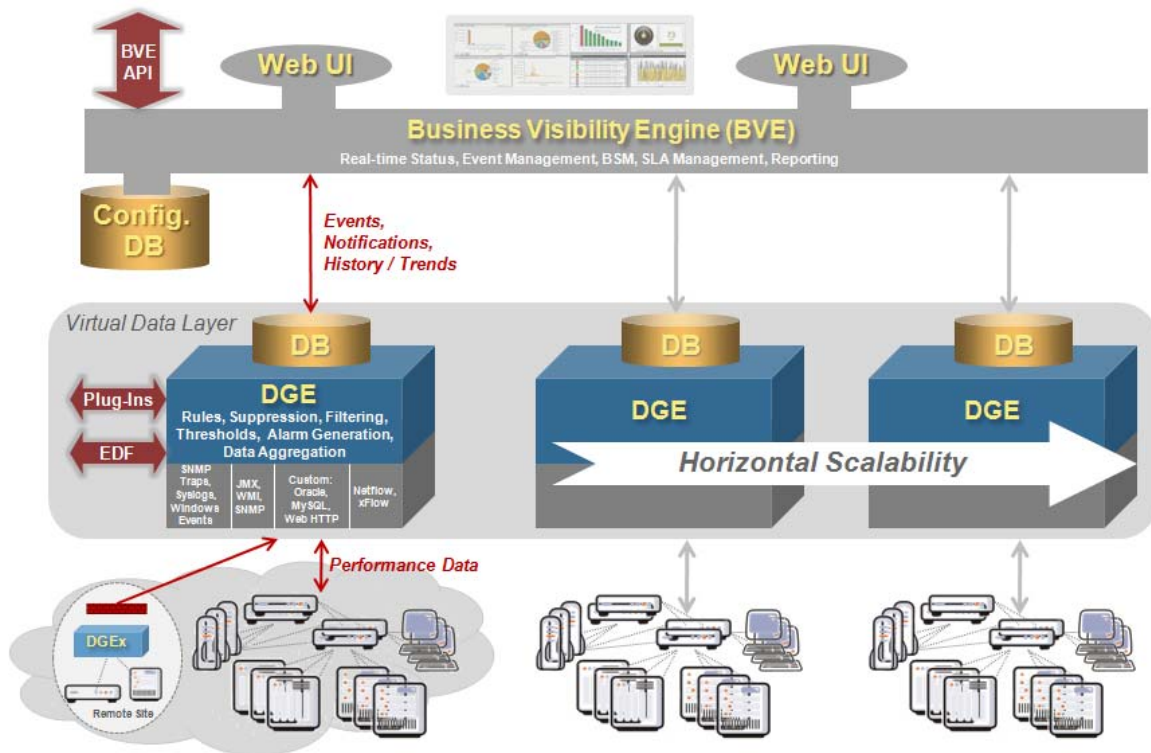 BVE
API
Web UI
Web UI
Business Visibility Engine (BVE)
Real-time Status, Event Management, BSM, SLA Management, Reporting
Config.
DB
Events,
Notifications,
History / Trends
Virtual Data Layer
DB
DB
DB
Plug-Ins
EDF
DGE
Rules, Suppression, Filtering,
Thresholds, Alarm Generation,
Data Aggregation
SNMP
Traps,
Syslogs,
Windows
Events
JMX,
WMI,
SNMP
Custom:
Oracle,
MySQL,
Web HTTP
Netflow,
xFlow
DGE
DGE
Horizontal Scalability
Performance Data
DGEx
Remote Site